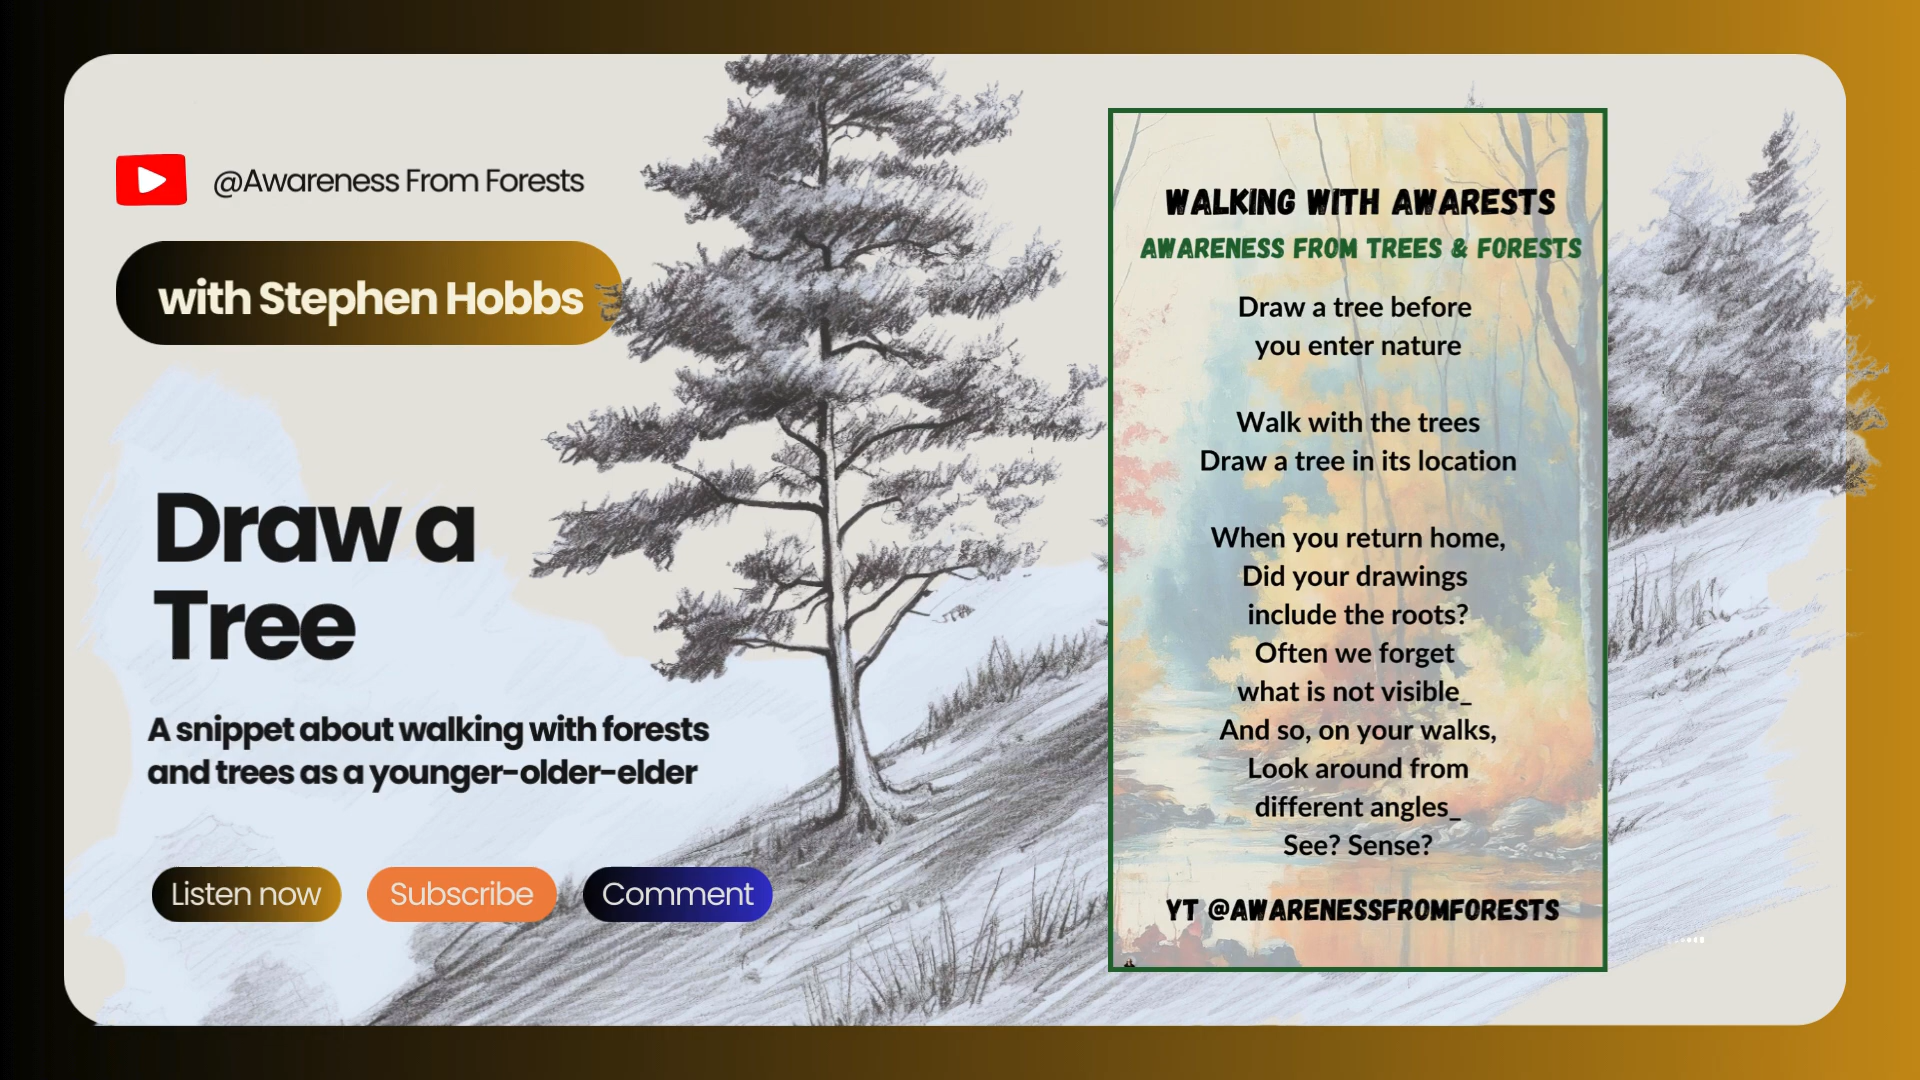 @Awareness From Forests
with Stephen Hobbs
Draw a
Tree
A snippet about walking with forests
and trees as a younger-older-elder
Listen now
Subscribe
Comment
WALKING WITH AWARESTS
AWARENESS FROM TREES & FORESTS
Draw a tree before
you enter nature
Walk with the trees
Draw a tree in its location
When you return home,
Did your drawings
include the roots?
Often we forget
what is not visible_
And so, on your walks,
Look around from
different angles_
See? Sense?
YT @AWARENESSFROMFORESTS